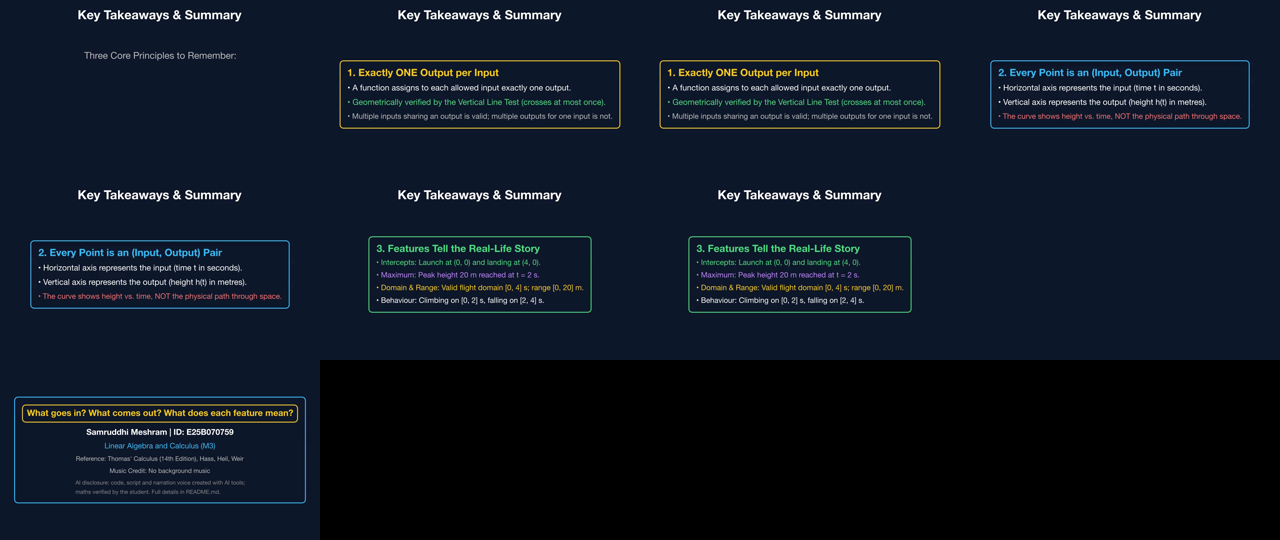 Key Takeaways & Summary
Three Core Principles to Remember:
Key Takeaways & Summary
1. Exactly ONE Output per Input
• A function assigns to each allowed input exactly one output.
• Geometrically verified by the Vertical Line Test (crosses at most once).
• Multiple inputs sharing an output is valid; multiple outputs for one input is not.
Key Takeaways & Summary
1. Exactly ONE Output per Input
• A function assigns to each allowed input exactly one output.
• Geometrically verified by the Vertical Line Test (crosses at most once).
• Multiple inputs sharing an output is valid; multiple outputs for one input is not.
Key Takeaways & Summary
2. Every Point is an (Input, Output) Pair
• Horizontal axis represents the input (time t in seconds).
• Vertical axis represents the output (height h(t) in metres).
• The curve shows height vs. time, NOT the physical path through space.
Key Takeaways & Summary
2. Every Point is an (Input, Output) Pair
• Horizontal axis represents the input (time t in seconds).
• Vertical axis represents the output (height h(t) in metres).
• The curve shows height vs. time, NOT the physical path through space.
Key Takeaways & Summary
3. Features Tell the Real-Life Story
• Intercepts: Launch at (0, 0) and landing at (4, 0).
• Maximum: Peak height 20 m reached at t = 2 s.
• Domain & Range: Valid flight domain [0, 4] s; range [0, 20] m.
• Behaviour: Climbing on [0, 2] s, falling on [2, 4] s.
Key Takeaways & Summary
3. Features Tell the Real-Life Story
• Intercepts: Launch at (0, 0) and landing at (4, 0).
• Maximum: Peak height 20 m reached at t = 2 s.
• Domain & Range: Valid flight domain [0, 4] s; range [0, 20] m.
• Behaviour: Climbing on [0, 2] s, falling on [2, 4] s.
What goes in? What comes out? What does each feature mean?
Samruddhi Meshram | ID: E25B070759
Linear Algebra and Calculus (M3)
Reference: Thomas' Calculus (14th Edition), Hass, Heil, Weir
Music Credit: No background music
AI disclosure: code, script and narration voice created with AI tools;
maths verified by the student. Full details in README.md.